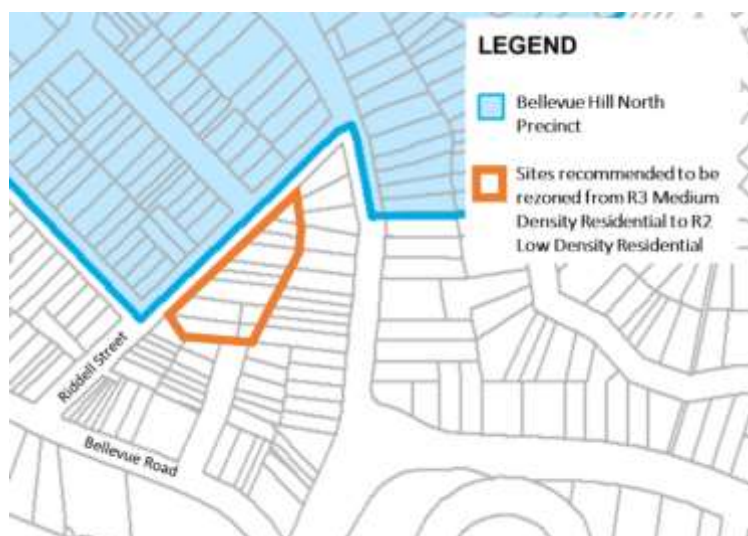 LEGEND
Bellevue Hill North
Precinct
Sites recommended to be
rezoned from R3 Medium
Density Residential to R2
Low Density Residential
Riddell Street
Bellevue Road